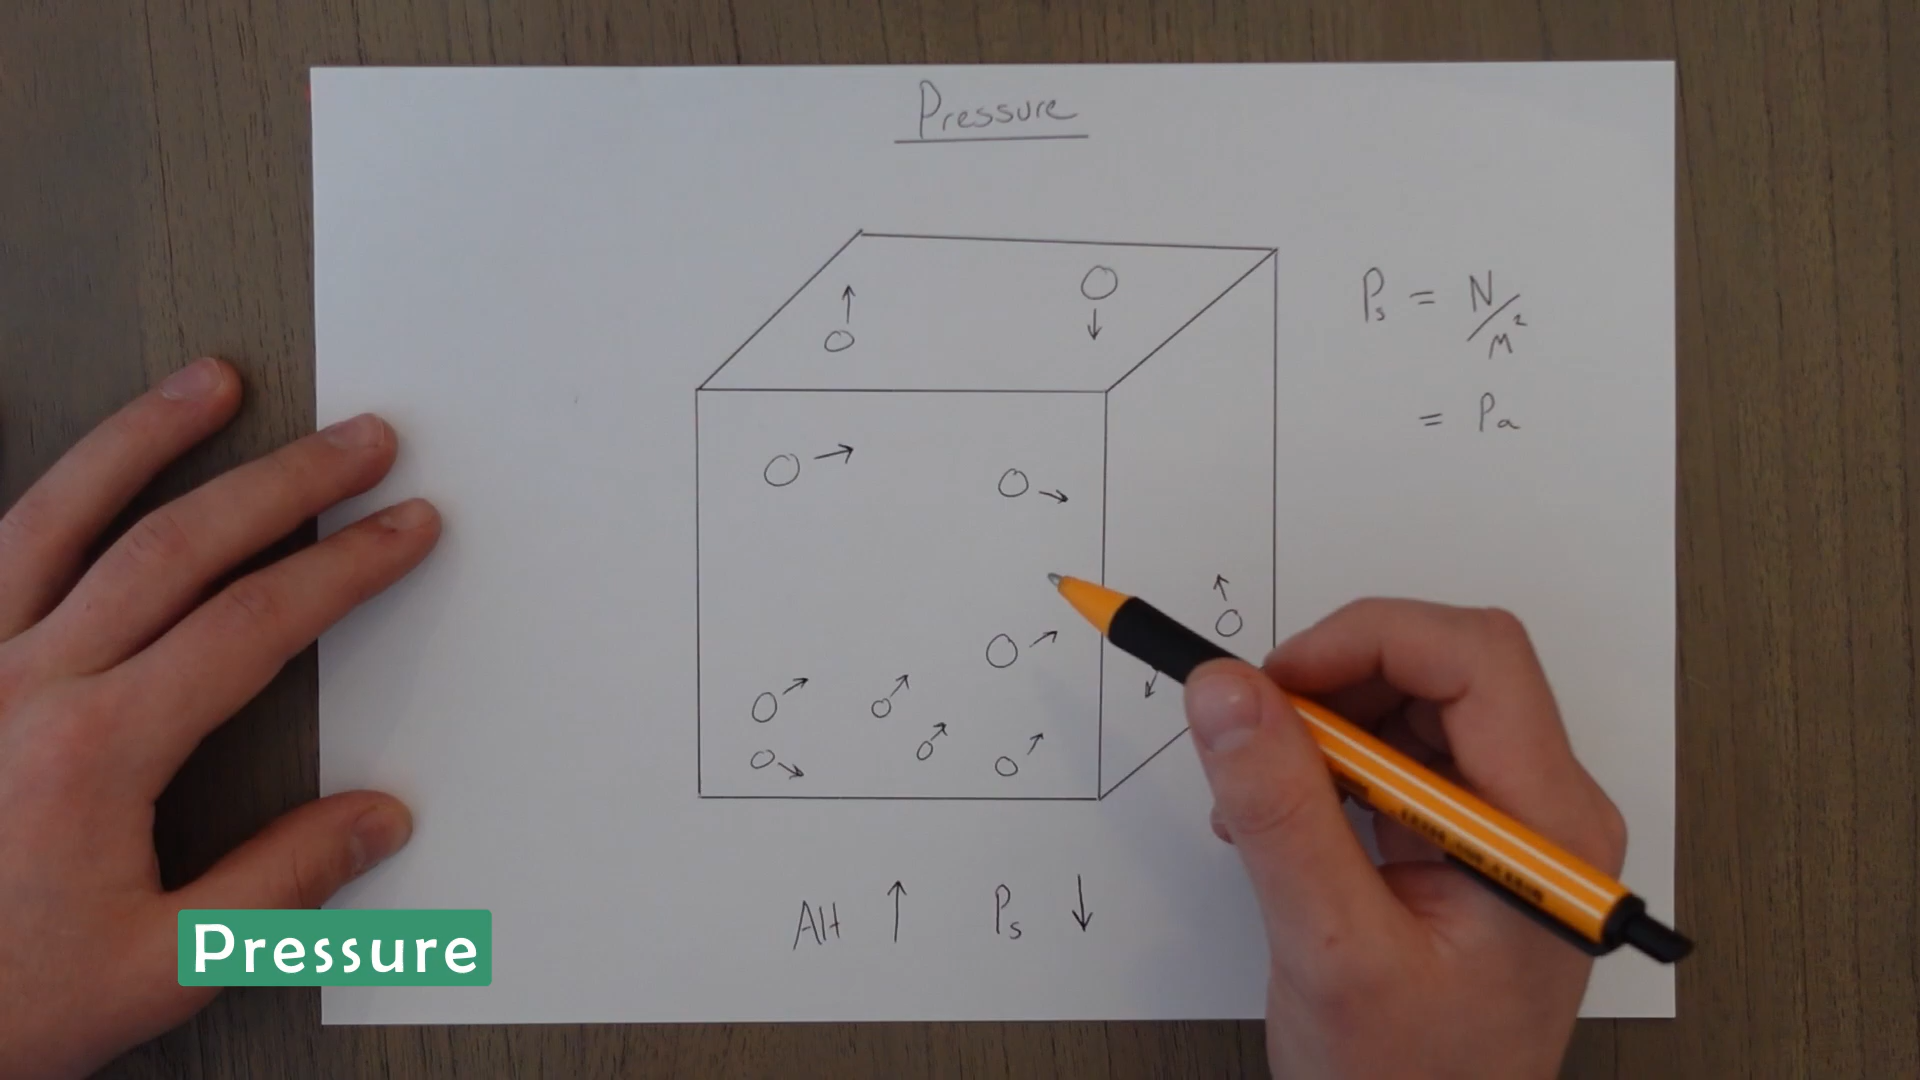 Pressure
Ps = N/m²
= Pa
Alt ↑ Ps ↓
Pressure